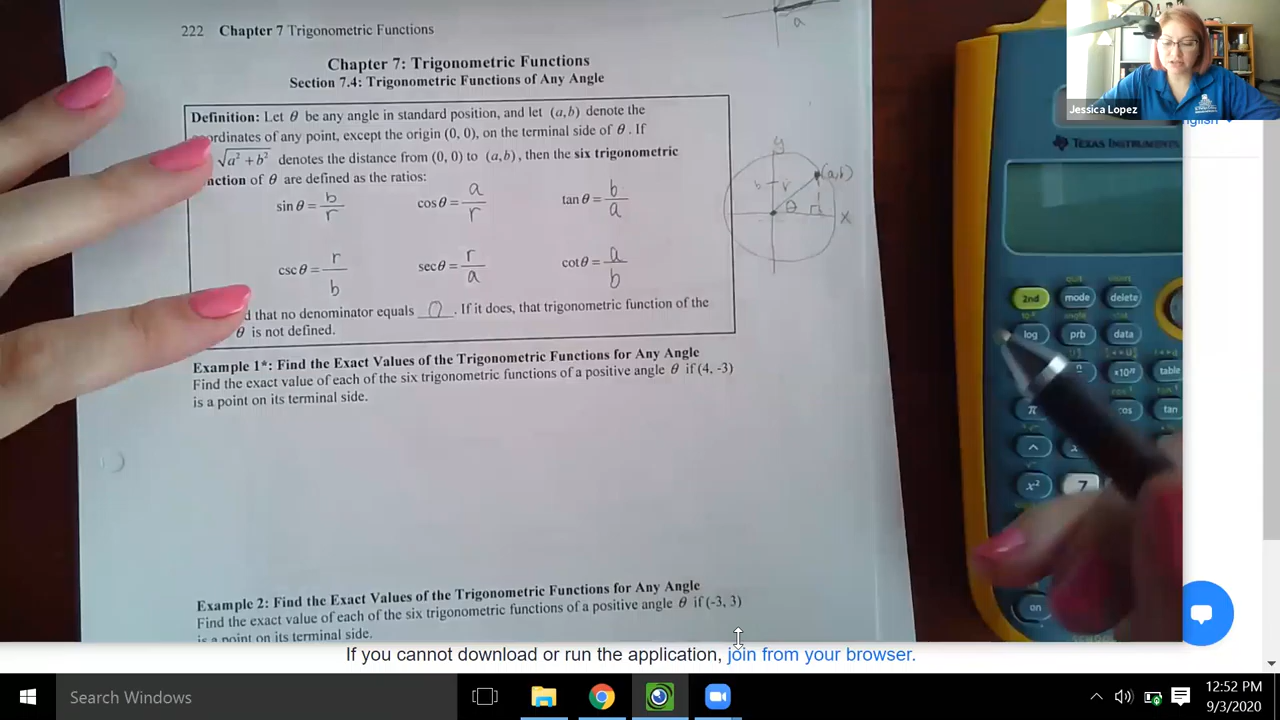 222 Chapter 7 Trigonometric Functions
Chapter 7: Trigonometric Functions
Section 7.4: Trigonometric Functions of Any Angle
Definition: Let θ be any angle in standard position, and let (a,b) denote the
ordinates of any point, except the origin (0, 0), on the terminal side of θ. If
√a² + b² denotes the distance from (0, 0) to (a,b), then the six trigonometric
nction of θ are defined as the ratios:
sin θ = b/r cos θ = a/r tan θ = b/a
csc θ = r/b sec θ = r/a cot θ = a/b
d that no denominator equals 0. If it does, that trigonometric function of the
θ is not defined.
Example 1*: Find the Exact Values of the Trigonometric Functions for Any Angle
Find the exact value of each of the six trigonometric functions of a positive angle θ if (4, -3)
is a point on its terminal side.
Example 2: Find the Exact Values of the Trigonometric Functions for Any Angle
Find the exact value of each of the six trigonometric functions of a positive angle θ if (-3, 3)
is a point on its terminal side.
a
y
(a,b)
b r
θ
x
Jessica Lopez
English
TEXAS INSTRUMENTS
quit
2nd mode delete
angle
log prb data
n ×10ⁿ table
π cos tan
x² 7
on
If you cannot download or run the application, join from your browser.
Search Windows
12:52 PM
9/3/2020